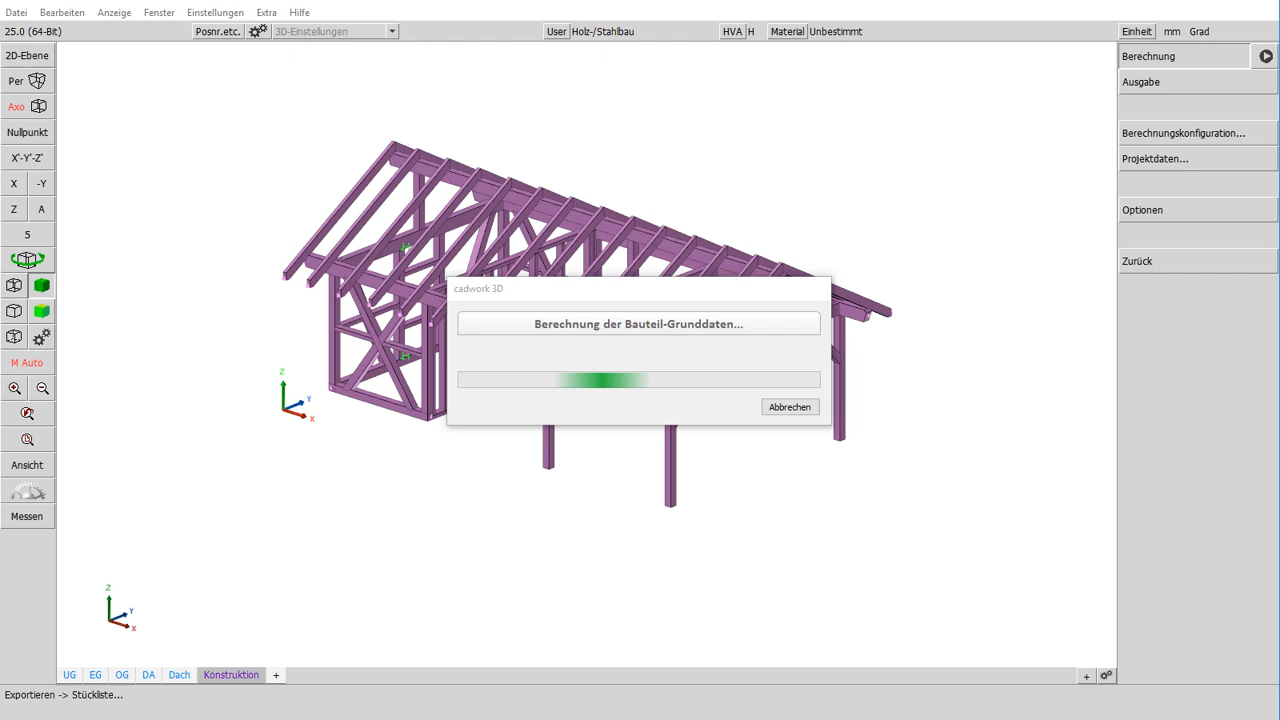 Datei Bearbeiten Anzeige Fenster Einstellungen Extra Hilfe
25.0 (64-Bit) Posnr.etc. 3D-Einstellungen User Holz-/Stahlbau HVA H Material Unbestimmt Einheit mm Grad
2D-Ebene
Per
Axo
Nullpunkt
X'-Y'-Z'
X -Y
Z A
5
M Auto
Ansicht
Messen
H
H
Z
Y
X
Z
Y
X
cadwork 3D
Berechnung der Bauteil-Grunddaten...
Abbrechen
Berechnung
Ausgabe
Berechnungskonfiguration...
Projektdaten...
Optionen
Zurück
UG EG OG DA Dach Konstruktion + +
Exportieren -> Stückliste...